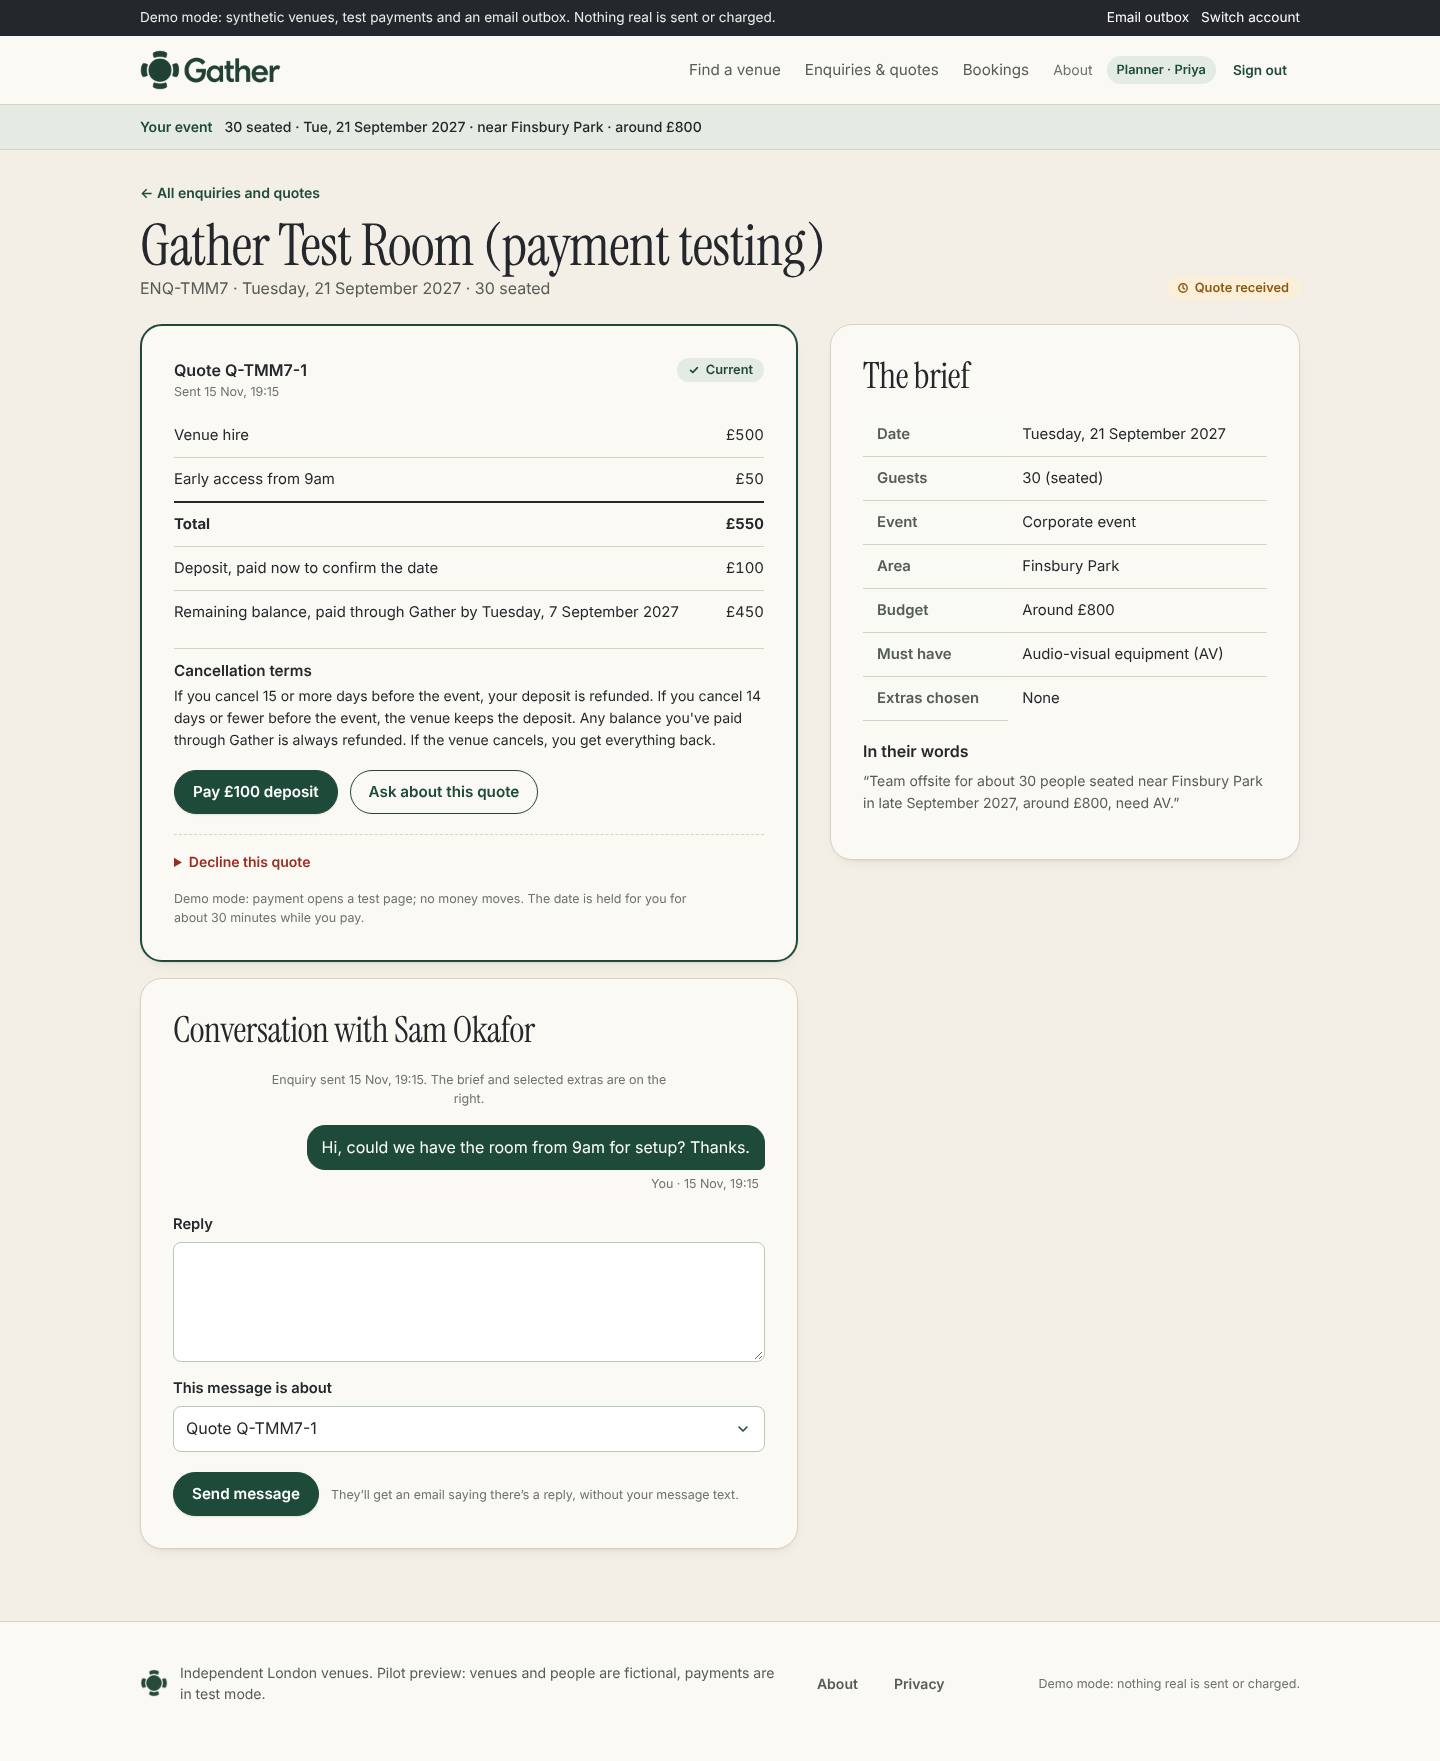 Demo mode: synthetic venues, test payments and an email outbox. Nothing real is sent or charged.
Email outbox Switch account
Gather
Find a venue Enquiries & quotes Bookings About Planner · Priya Sign out
Your event 30 seated · Tue, 21 September 2027 · near Finsbury Park · around £800
← All enquiries and quotes
Gather Test Room (payment testing)
ENQ-TMM7 · Tuesday, 21 September 2027 · 30 seated
Quote received
Quote Q-TMM7-1
Current
Sent 15 Nov, 19:15
Venue hire £500
Early access from 9am £50
Total £550
Deposit, paid now to confirm the date £100
Remaining balance, paid through Gather by Tuesday, 7 September 2027 £450
Cancellation terms
If you cancel 15 or more days before the event, your deposit is refunded. If you cancel 14
days or fewer before the event, the venue keeps the deposit. Any balance you've paid
through Gather is always refunded. If the venue cancels, you get everything back.
Pay £100 deposit
Ask about this quote
Decline this quote
Demo mode: payment opens a test page; no money moves. The date is held for you for
about 30 minutes while you pay.
The brief
Date Tuesday, 21 September 2027
Guests 30 (seated)
Event Corporate event
Area Finsbury Park
Budget Around £800
Must have Audio-visual equipment (AV)
Extras chosen None
In their words
“Team offsite for about 30 people seated near Finsbury Park
in late September 2027, around £800, need AV.”
Conversation with Sam Okafor
Enquiry sent 15 Nov, 19:15. The brief and selected extras are on the
right.
Hi, could we have the room from 9am for setup? Thanks.
You · 15 Nov, 19:15
Reply
This message is about
Quote Q-TMM7-1
Send message
They’ll get an email saying there’s a reply, without your message text.
Independent London venues. Pilot preview: venues and people are fictional, payments are
in test mode.
About Privacy
Demo mode: nothing real is sent or charged.